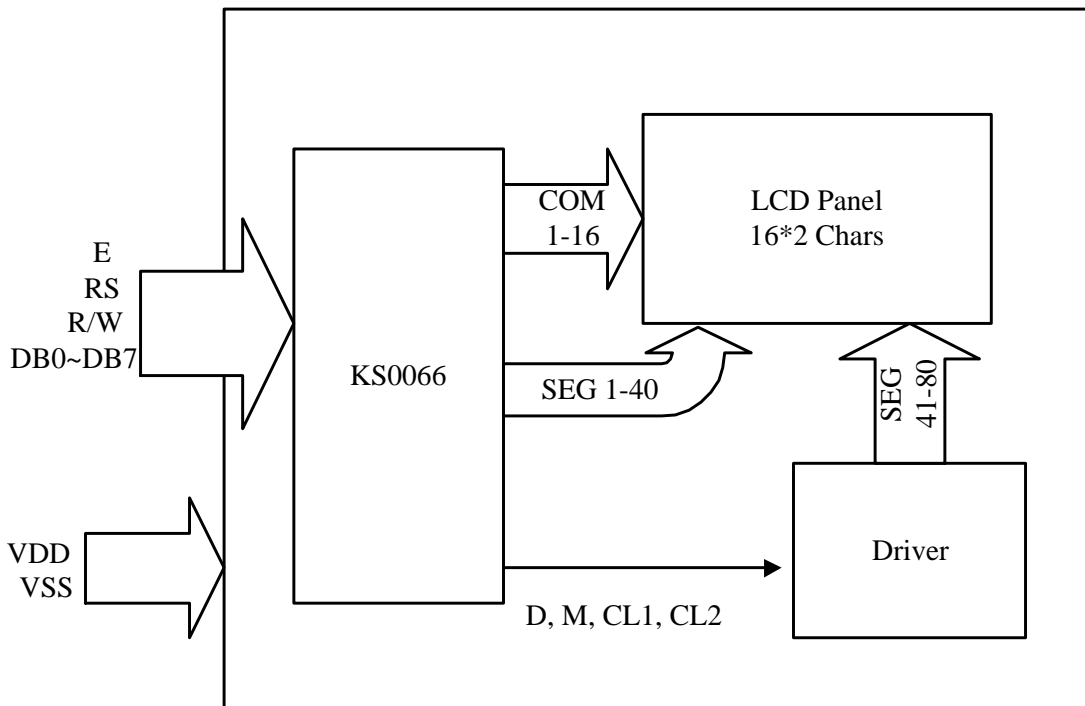 E
RS
R/W
DB0~DB7
VDD
VSS
KS0066
COM
1-16
SEG 1-40
D, M, CL1, CL2
LCD Panel
16*2 Chars
SEG
41-80
Driver